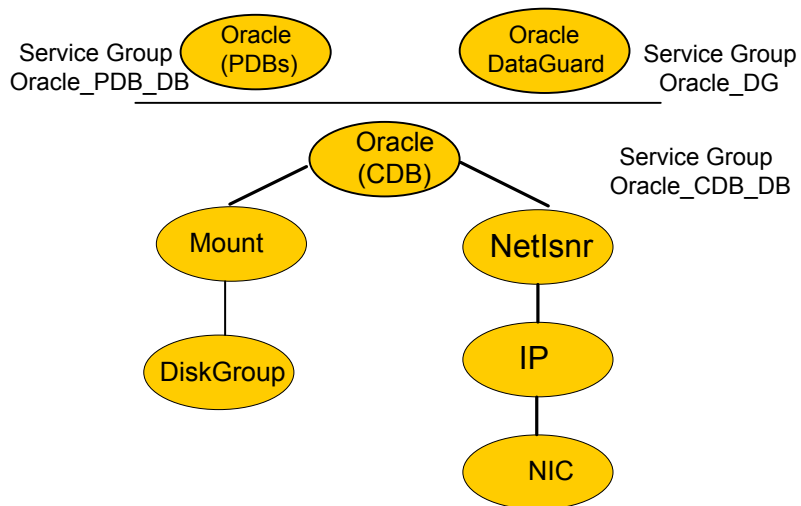 Service Group
Oracle_PDB_DB
Oracle
(PDBs)
Oracle
DataGuard
Service Group
Oracle_DG
Oracle
(CDB)
Service Group
Oracle_CDB_DB
Mount
Netlsnr
DiskGroup
IP
NIC